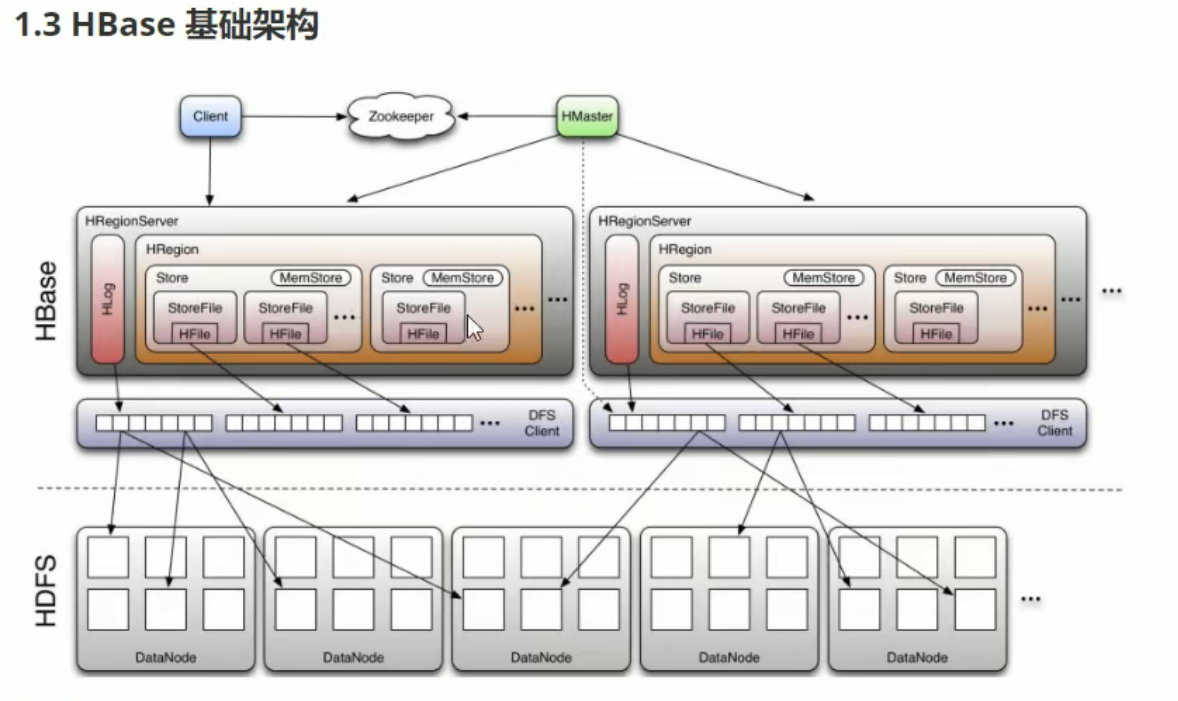 1.3 HBase 基础架构
Client
Zookeeper
HMaster
HBase
HRegionServer
HLog
HRegion
Store
MemStore
StoreFile
HFile
StoreFile
HFile
...
Store
MemStore
StoreFile
HFile
...
...
HRegionServer
HLog
HRegion
Store
MemStore
StoreFile
HFile
StoreFile
HFile
...
Store
MemStore
StoreFile
HFile
...
...
...
...
DFS
Client
...
DFS
Client
HDFS
DataNode
DataNode
DataNode
DataNode
DataNode
...